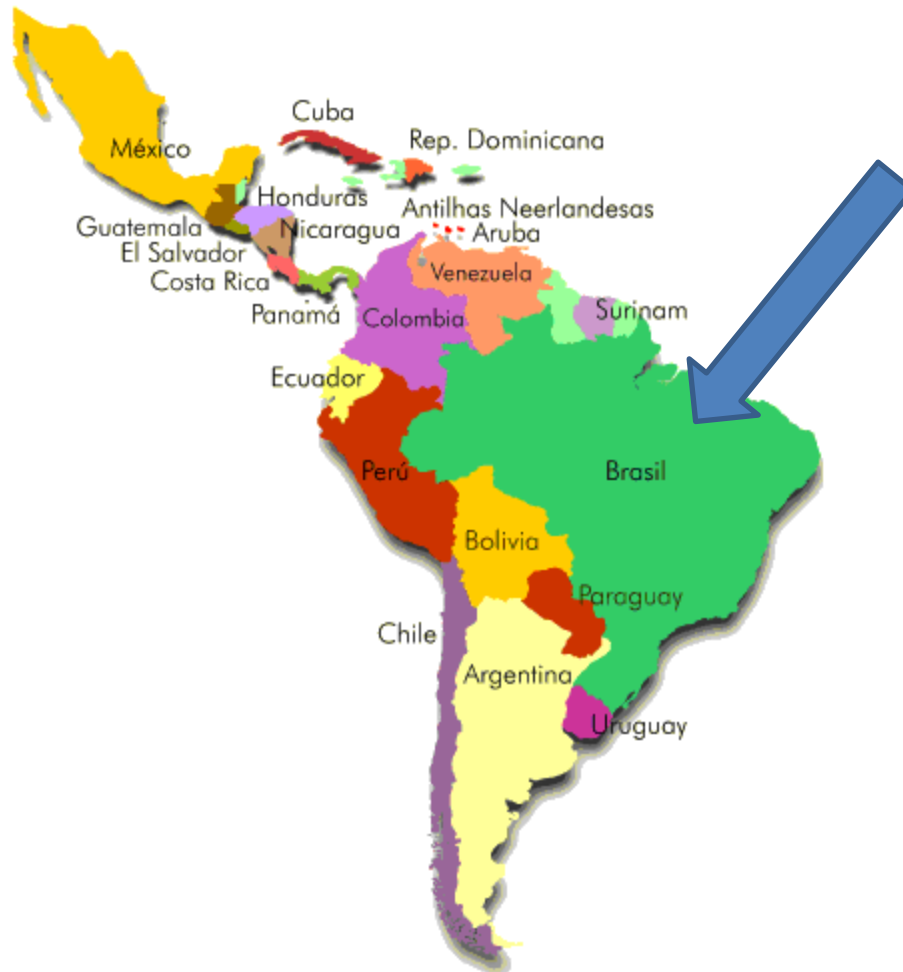 Cuba
Rep. Dominicana
México
Honduras
Antilhas Neerlandesas
Guatemala
Nicaragua
Aruba
El Salvador
Costa Rica
Venezuela
Panamá
Colombia
Surinam
Ecuador
Perú
Brasil
Bolivia
Paraguay
Chile
Argentina
Uruguay